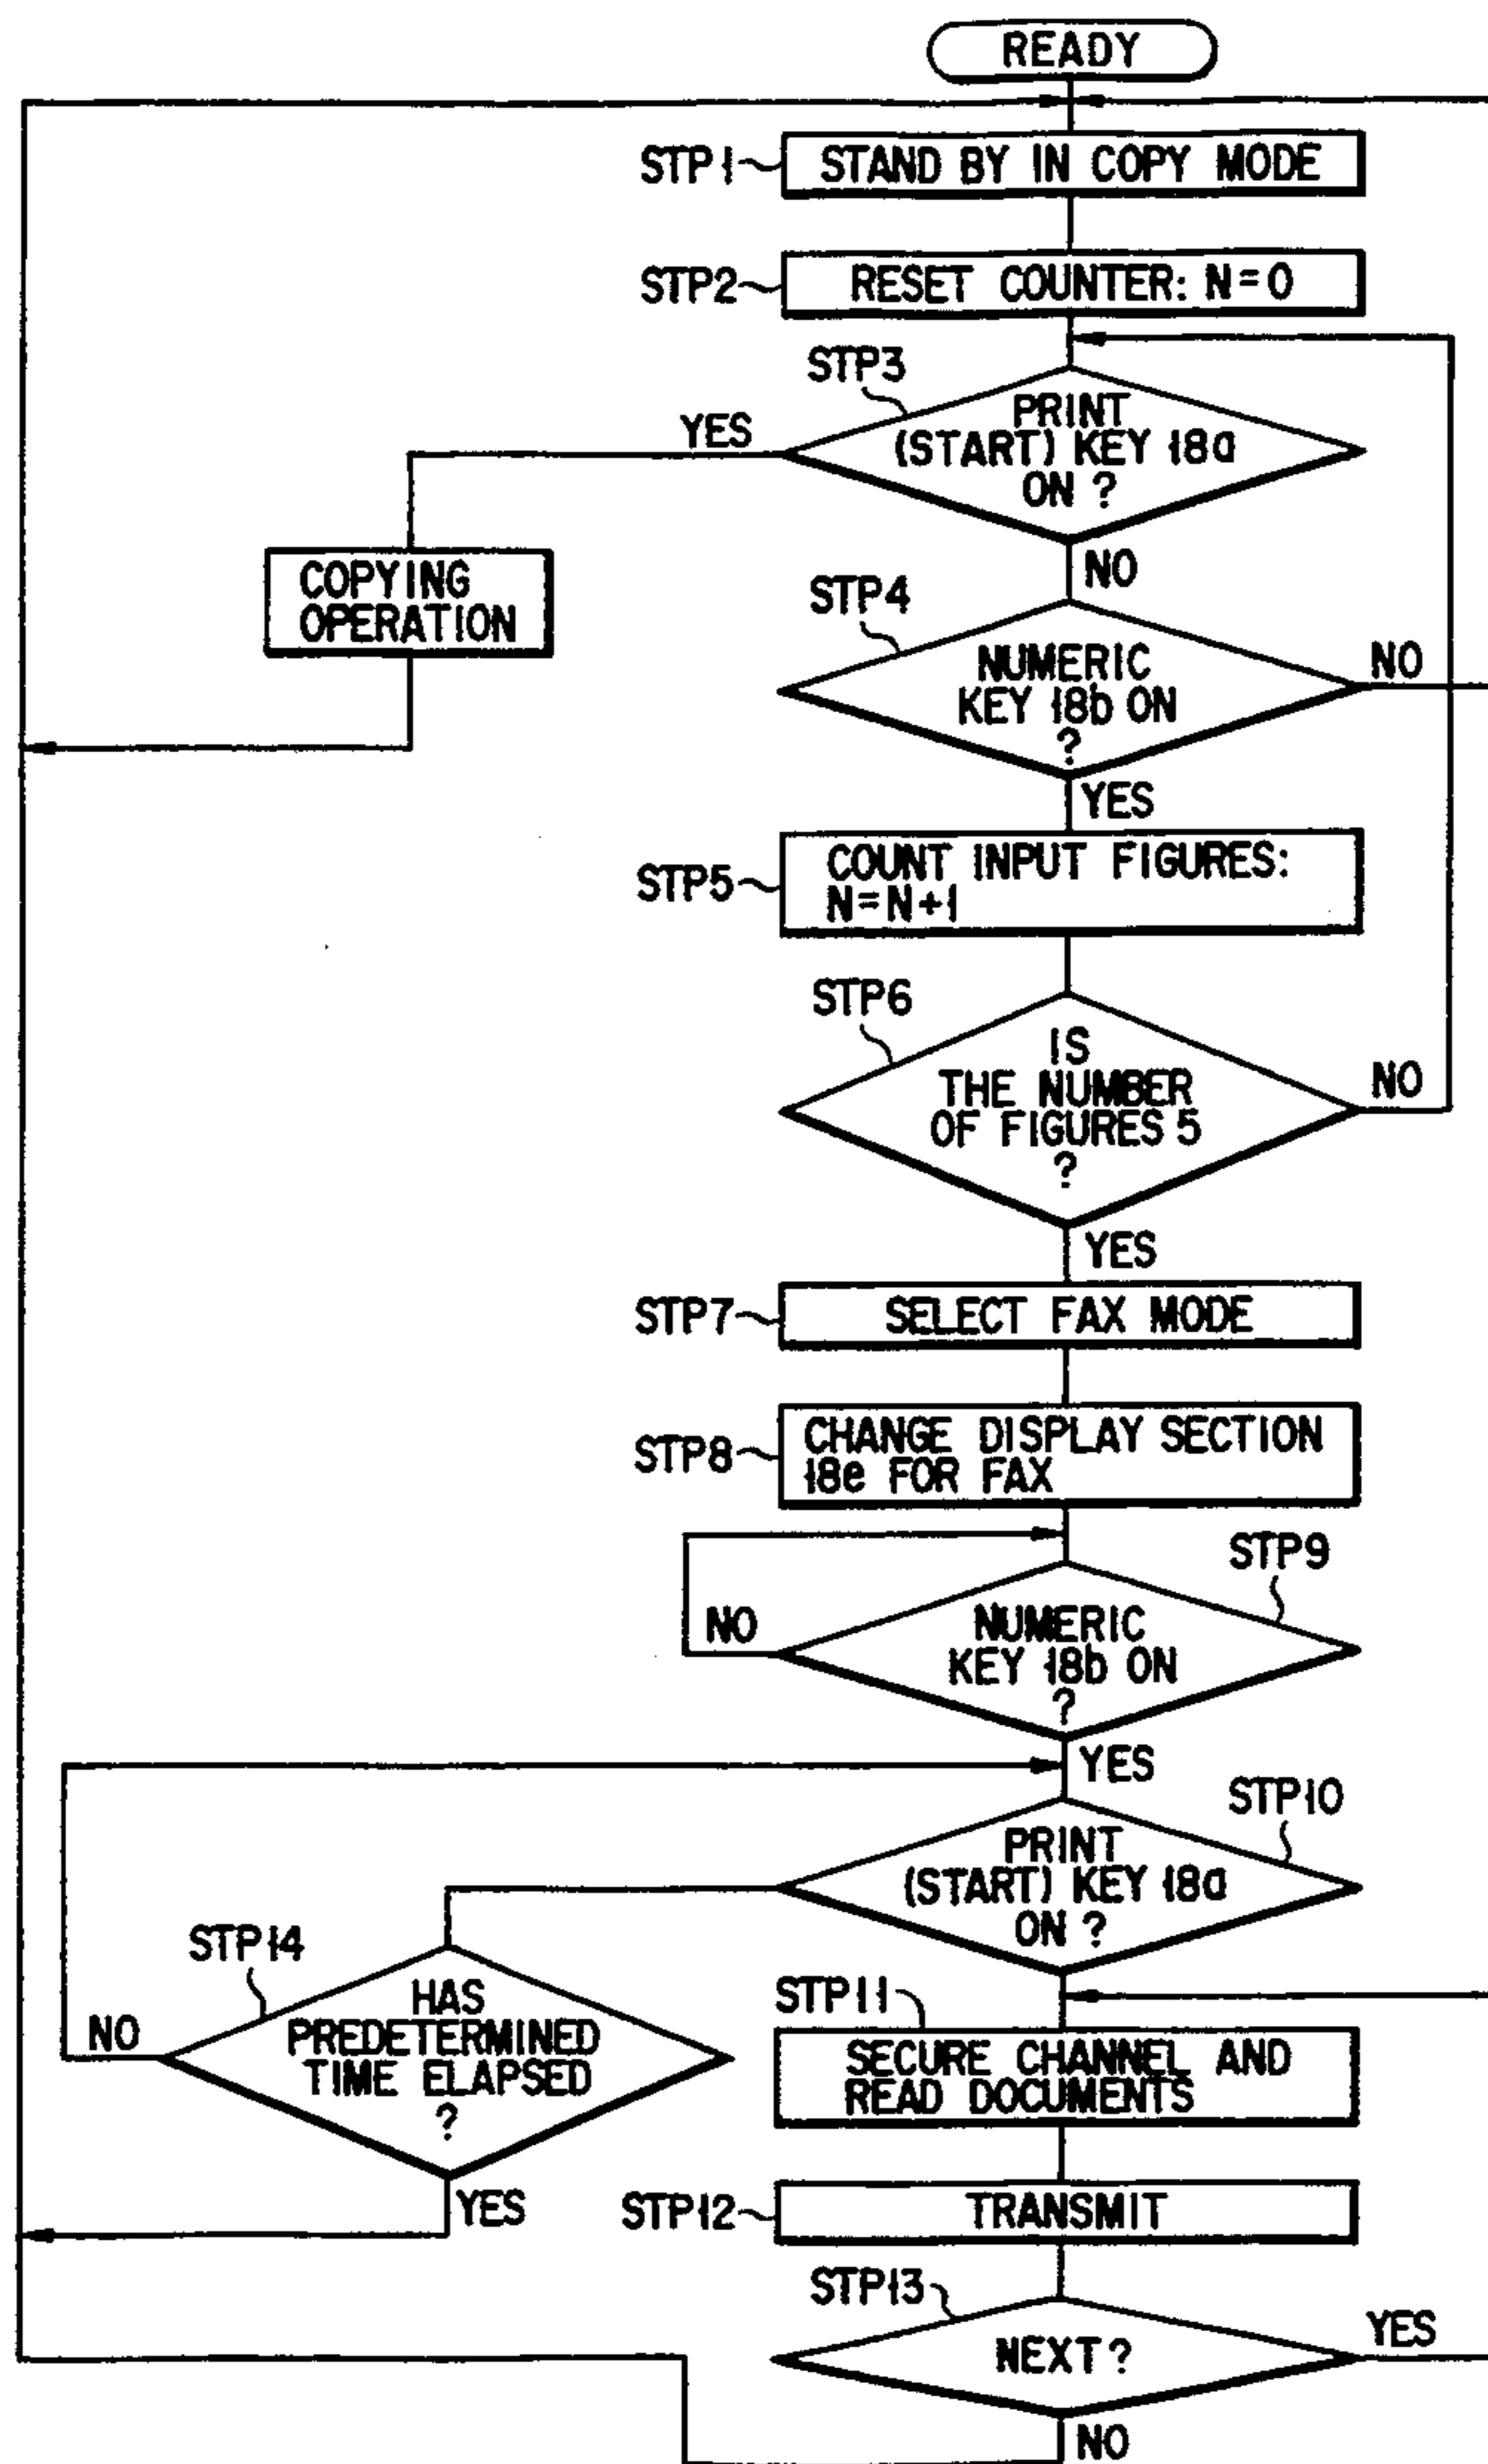 READY
STP1
STAND BY IN COPY MODE
STP2
RESET COUNTER: N=0
STP3
PRINT
(START) KEY 18a
ON ?
YES
NO
COPYING
OPERATION
STP4
NUMERIC
KEY 18b ON
?
NO
YES
STP5
COUNT INPUT FIGURES:
N=N+1
STP6
IS
THE NUMBER
OF FIGURES 5
?
NO
YES
STP7
SELECT FAX MODE
STP8
CHANGE DISPLAY SECTION
18e FOR FAX
STP9
NUMERIC
KEY 18b ON
?
NO
YES
STP10
PRINT
(START) KEY 18a
ON ?
STP14
HAS
PREDETERMINED
TIME ELAPSED
?
NO
YES
STP11
SECURE CHANNEL AND
READ DOCUMENTS
STP12
TRANSMIT
STP13
NEXT ?
YES
NO